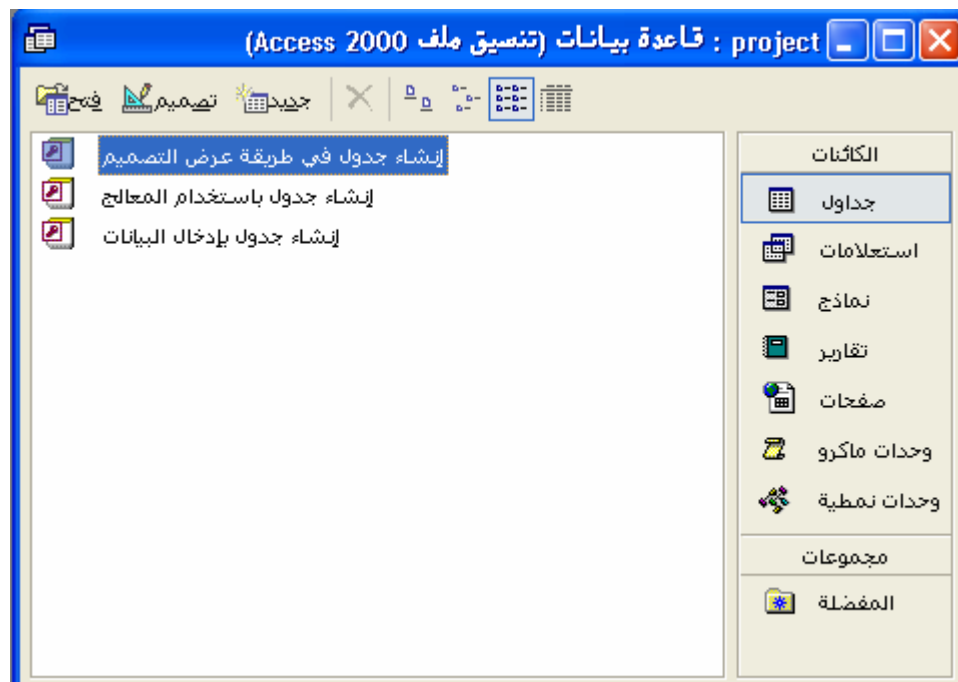 project : قاعدة بيانات (تنسيق ملف Access 2000)
فتح تصميم جديد
الكائنات
جداول
استعلامات
نماذج
تقارير
صفحات
وحدات ماكرو
وحدات نمطية
مجموعات
المفضلة
إنشاء جدول في طريقة عرض التصميم
إنشاء جدول باستخدام المعالج
إنشاء جدول بإدخال البيانات